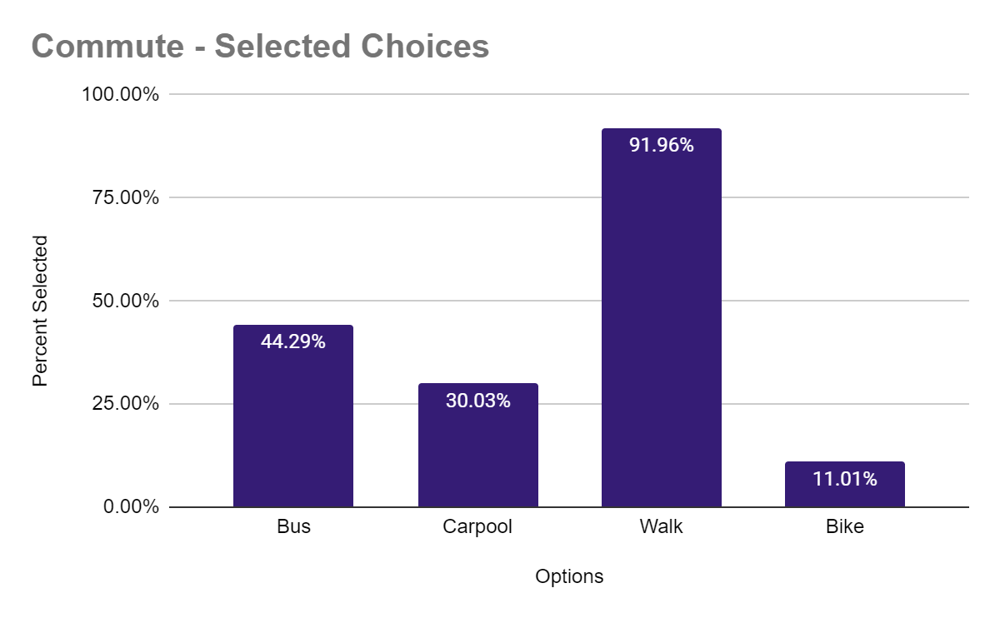 Commute - Selected Choices
100.00%
75.00%
50.00%
25.00%
0.00%
Percent Selected
44.29%
30.03%
91.96%
11.01%
Bus
Carpool
Walk
Bike
Options